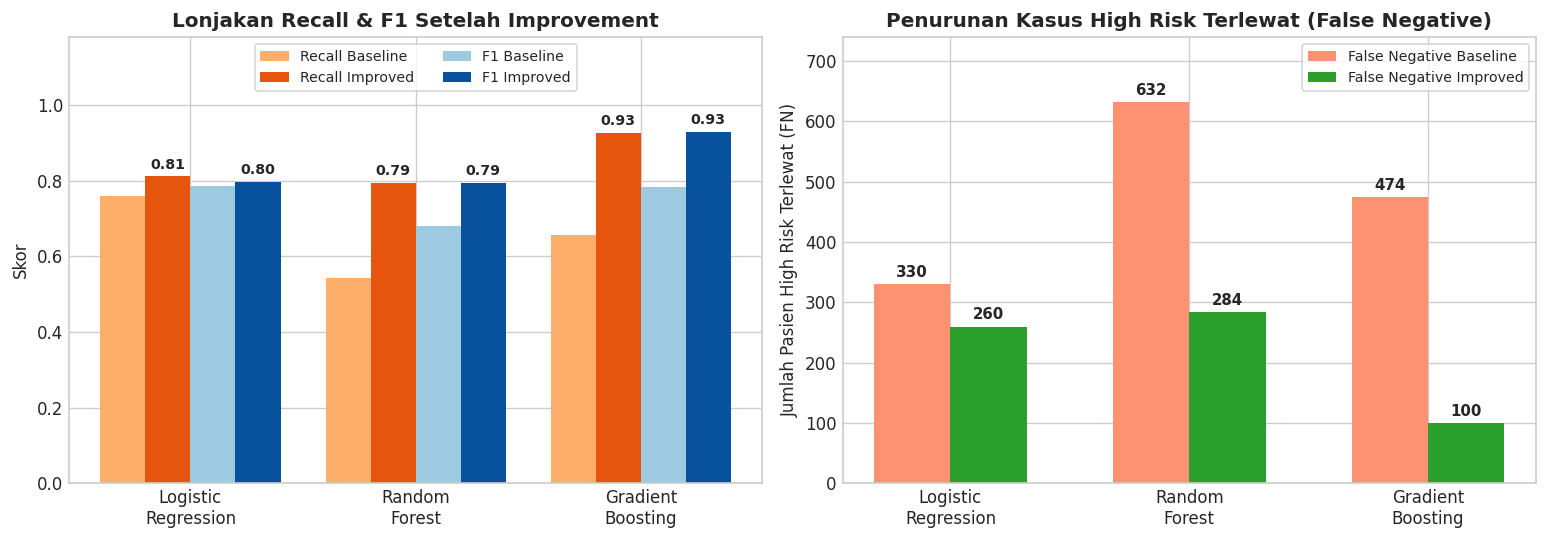 Lonjakan Recall & F1 Setelah Improvement
Recall Baseline
Recall Improved
F1 Baseline
F1 Improved
Skor
1.0
0.8
0.6
0.4
0.2
0.0
0.81
0.80
0.79
0.79
0.93
0.93
Logistic
Regression
Random
Forest
Gradient
Boosting
Penurunan Kasus High Risk Terlewat (False Negative)
False Negative Baseline
False Negative Improved
Jumlah Pasien High Risk Terlewat (FN)
700
600
500
400
300
200
100
0
330
260
632
284
474
100
Logistic
Regression
Random
Forest
Gradient
Boosting